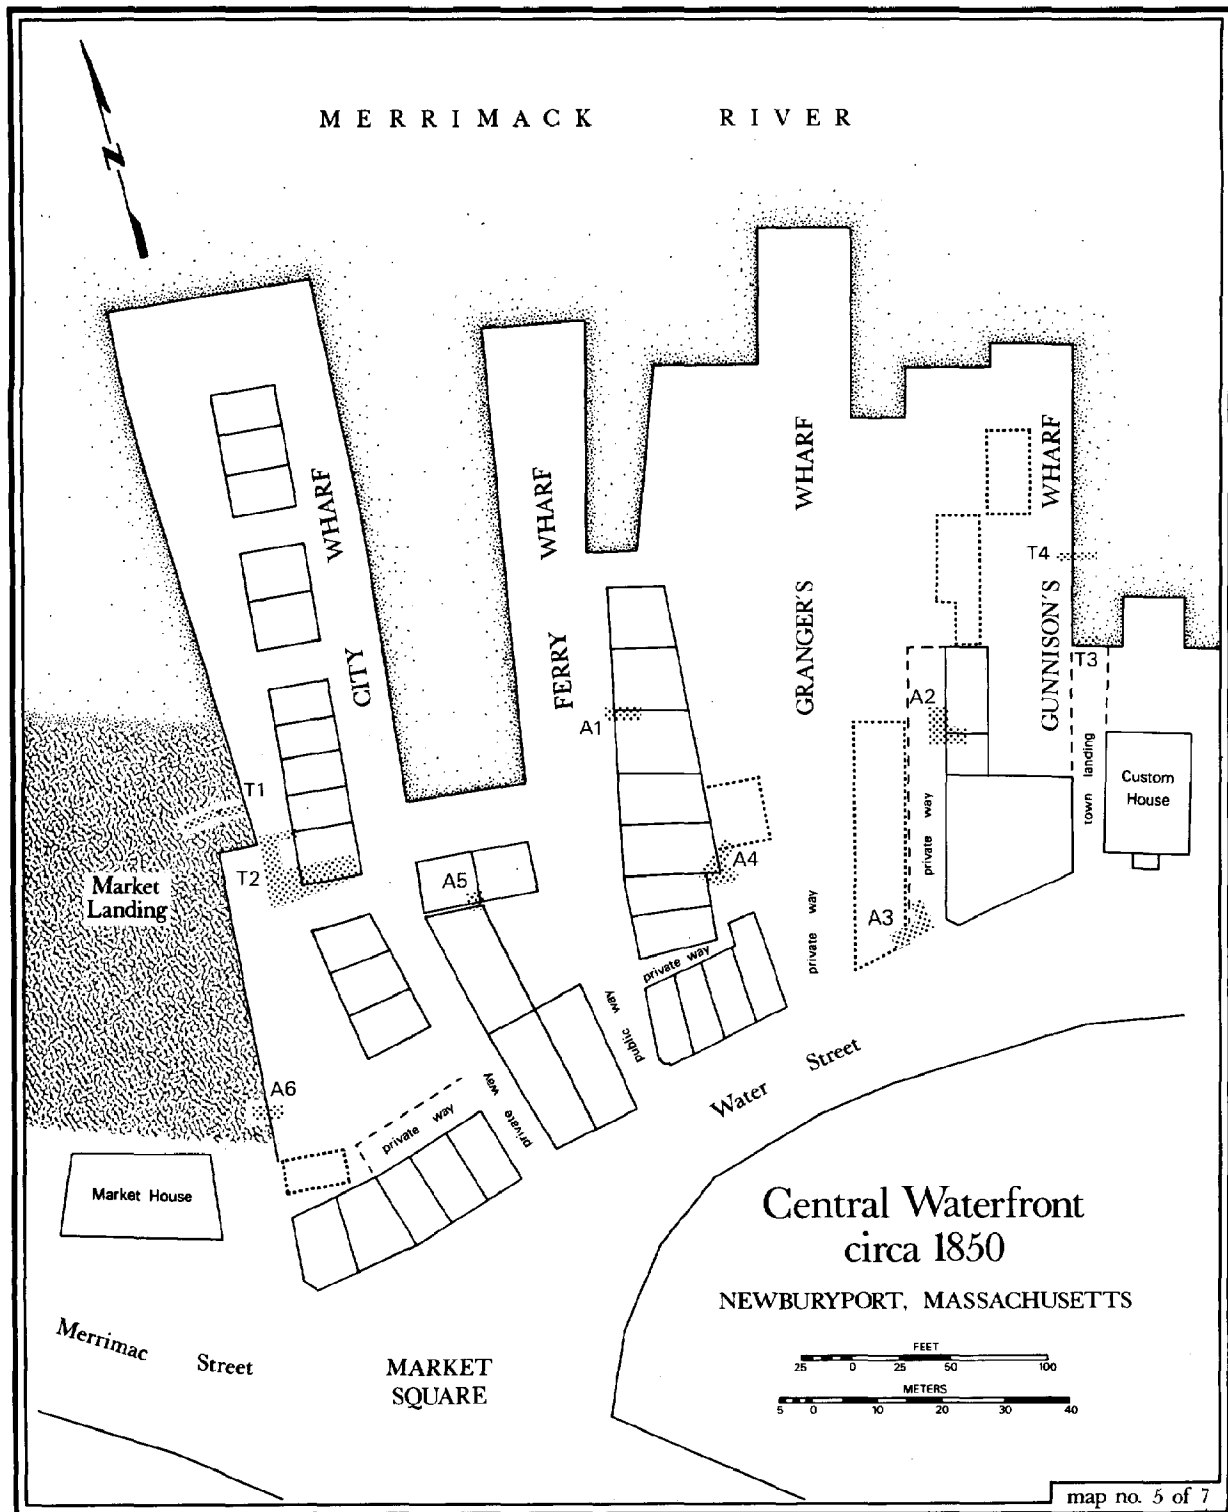 N
MERRIMACK RIVER
CITY WHARF
FERRY WHARF
GRANGER'S WHARF
GUNNISON'S WHARF
T4
T3
A1
A2
town landing
Custom
House
T1
T2
Market
Landing
A5
A4
A3
private way
private way
private way
public way
A6
private way
private way
Water Street
Market House
Central Waterfront
circa 1850
NEWBURYPORT, MASSACHUSETTS
FEET
25 0 25 50 100
METERS
5 0 10 20 30 40
Merrimac Street
MARKET
SQUARE
map no. 5 of 7